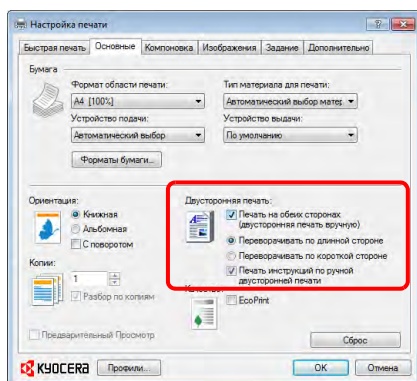 Настройка печати
Быстрая печать Основные Компоновка Изображения Задание Дополнительно
Бумага
Формат области печати: Тип материала для печати:
A4 [100%] Автоматический выбор матер
Устройство подачи: Устройство выдачи:
Автоматический выбор По умолчанию
Форматы бумаги...
Ориентация: Двусторонняя печать:
Книжная Печать на обеих сторонах
Альбомная (двусторонняя печать вручную)
С поворотом Переворачивать по длинной стороне
Переворачивать по короткой стороне
Копии: Печать инструкций по ручной
двусторонней печати
1
Разбор по копиям EcoPrint
Предварительный Просмотр
Сброс
KYOCERA Профили... OK Отмена